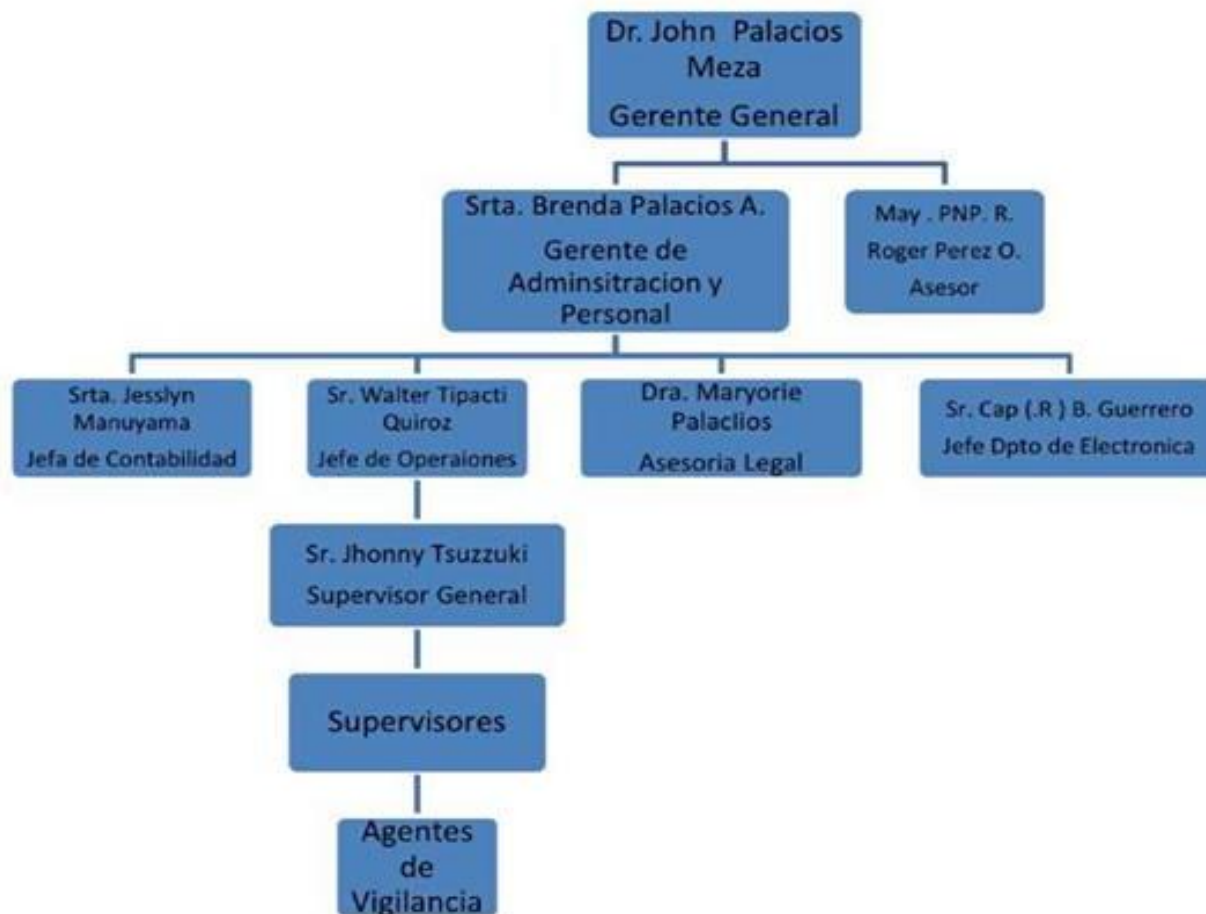 Dr. John Palacios
Meza
Gerente General
Srta. Brenda Palacios A.
Gerente de
Adminsitracion y
Personal
May . PNP. R.
Roger Perez O.
Asesor
Srta. Jesslyn
Manuyama
Jefa de Contabilidad
Sr. Walter Tipacti
Quiroz
Jefe de Operaiones
Dra. Maryorie
Palaclios
Asesoria Legal
Sr. Cap (.R ) B. Guerrero
Jefe Dpto de Electronica
Sr. Jhonny Tsuzzuki
Supervisor General
Supervisores
Agentes
de
Vigilancia